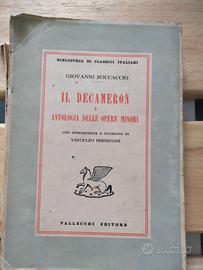 BIBLIOTECA DI CLASSICI ITALIANI
GIOVANNI BOCCACCIO
IL DECAMERON
E
ANTOLOGIA DELLE OPERE MINORI
CON INTRODUZIONE E COMMENTO DI
VINCENZO PERNICONE
VALLECCHI EDITORE
subito.it